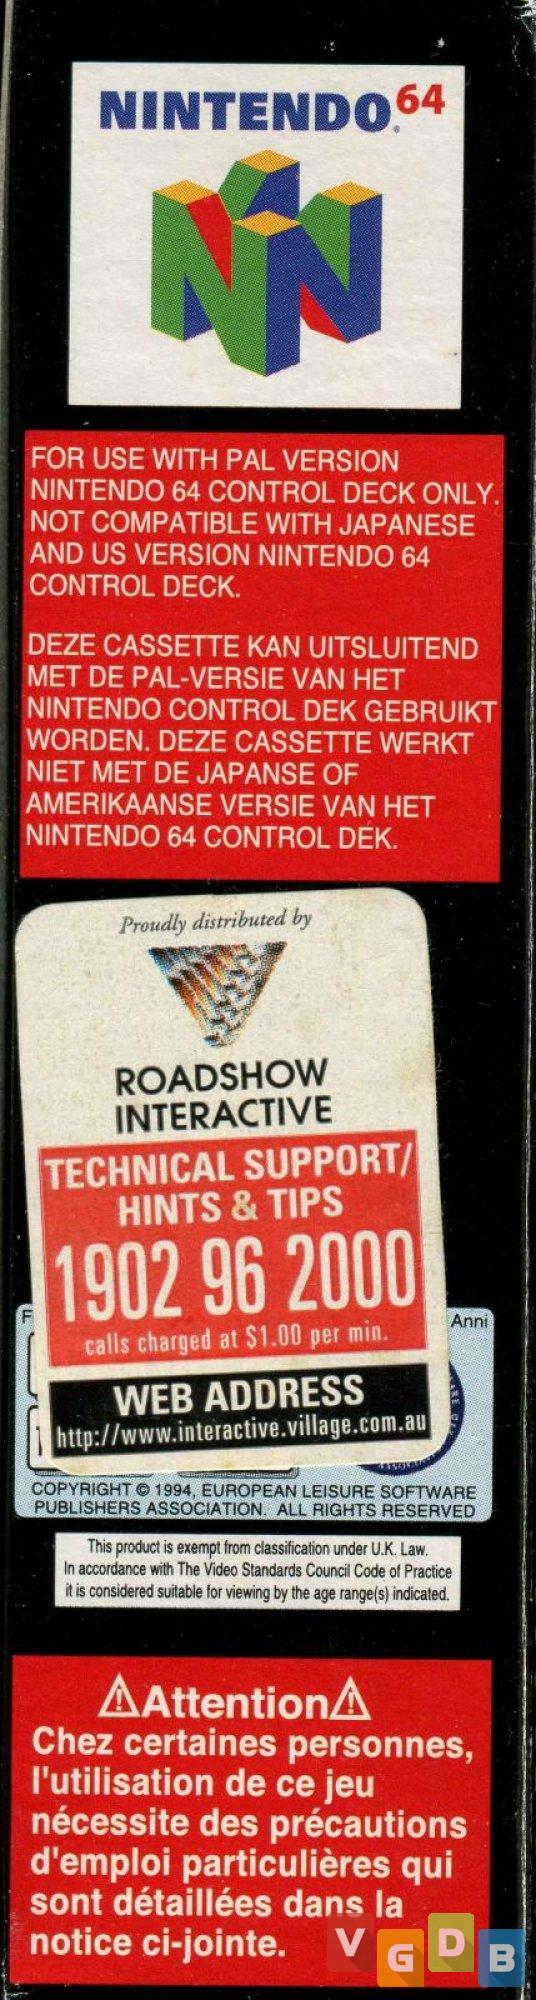 NINTENDO 64
FOR USE WITH PAL VERSION
NINTENDO 64 CONTROL DECK ONLY.
NOT COMPATIBLE WITH JAPANESE
AND US VERSION NINTENDO 64
CONTROL DECK.
DEZE CASSETTE KAN UITSLUITEND
MET DE PAL-VERSIE VAN HET
NINTENDO CONTROL DEK GEBRUIKT
WORDEN. DEZE CASSETTE WERKT
NIET MET DE JAPANSE OF
AMERIKAANSE VERSIE VAN HET
NINTENDO 64 CONTROL DEK.
Proudly distributed by
ROADSHOW
INTERACTIVE
TECHNICAL SUPPORT/
HINTS & TIPS
1902 96 2000
calls charged at $1.00 per min.
Anni
WEB ADDRESS
http://www.interactive.village.com.au
COPYRIGHT © 1994, EUROPEAN LEISURE SOFTWARE
PUBLISHERS ASSOCIATION. ALL RIGHTS RESERVED
This product is exempt from classification under U.K. Law.
In accordance with The Video Standards Council Code of Practice
it is considered suitable for viewing by the age range(s) indicated.
⚠Attention⚠
Chez certaines personnes,
l'utilisation de ce jeu
nécessite des précautions
d'emploi particulières qui
sont détaillées dans la
notice ci-jointe.
VGDB